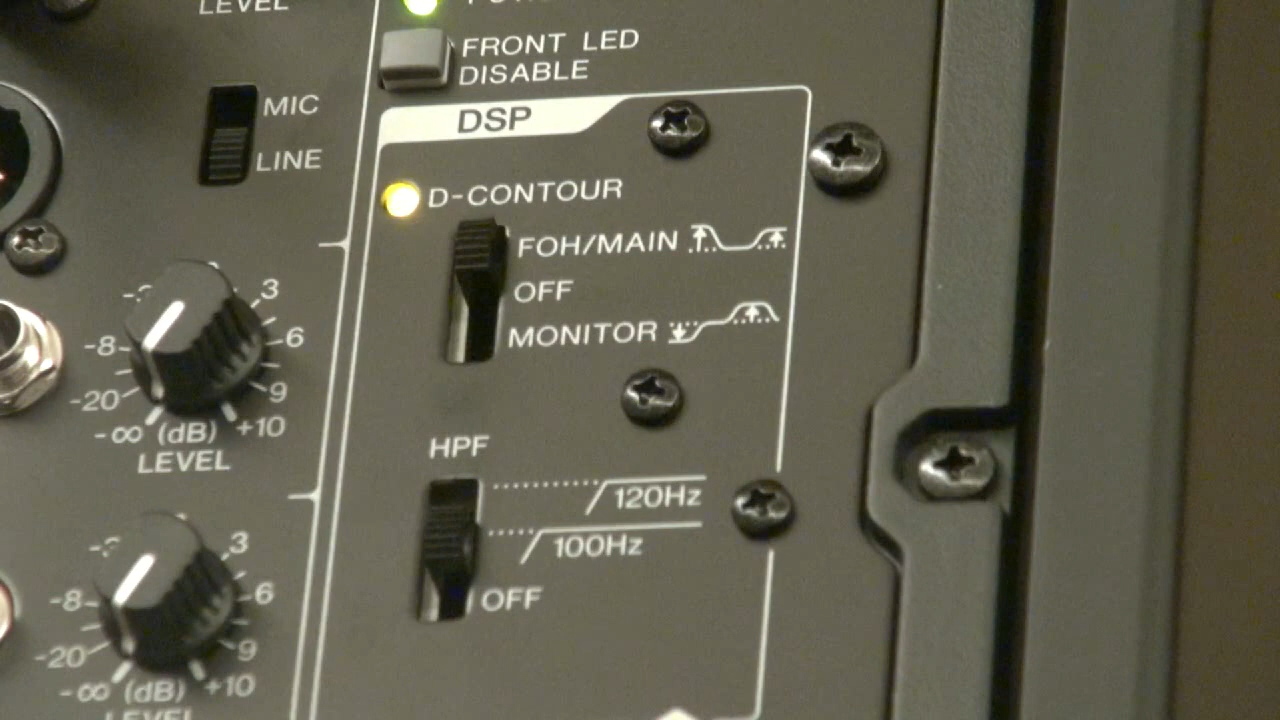 LEVEL
FRONT LED
DISABLE
MIC
LINE
DSP
D-CONTOUR
FOH/MAIN
OFF
MONITOR
3
-8
6
-20
9
-∞ (dB) +10
LEVEL
HPF
120Hz
100Hz
OFF
3
-8
6
-20
9
-∞ (dB) +10
LEVEL